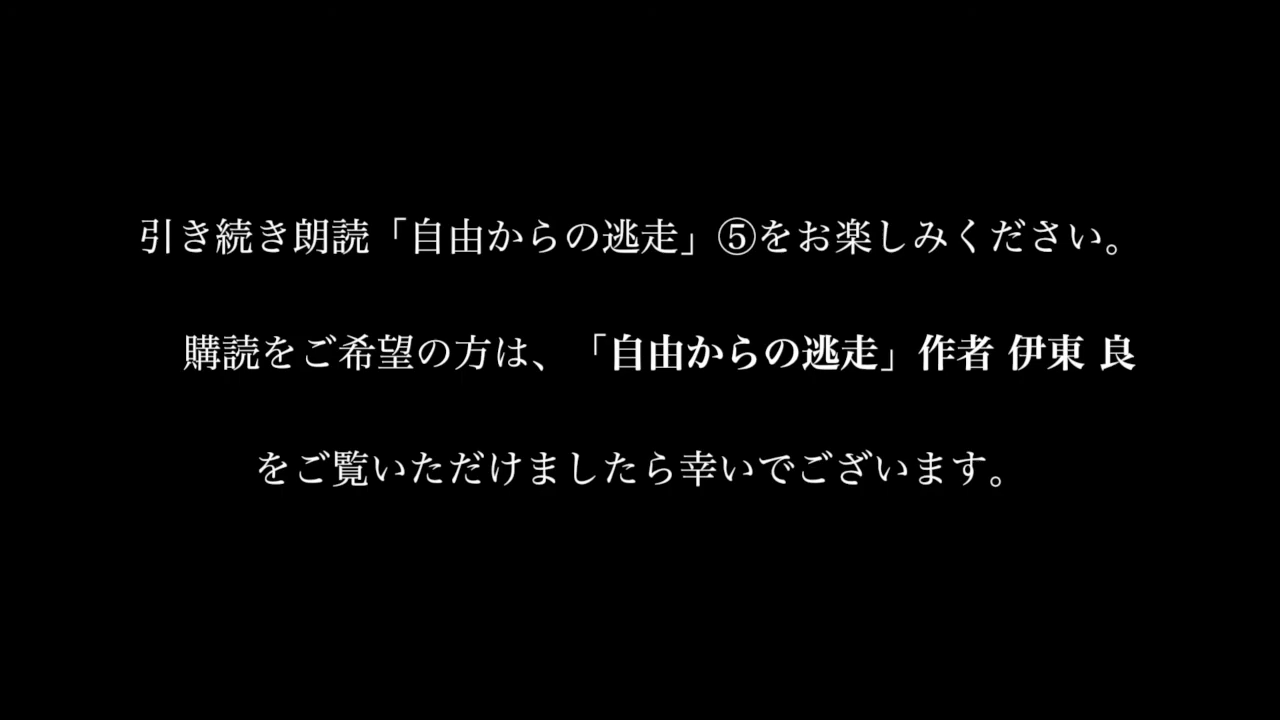 引き続き朗読「自由からの逃走」⑤をお楽しみください。
購読をご希望の方は、「自由からの逃走」作者 伊東 良
をご覧いただけましたら幸いでございます。